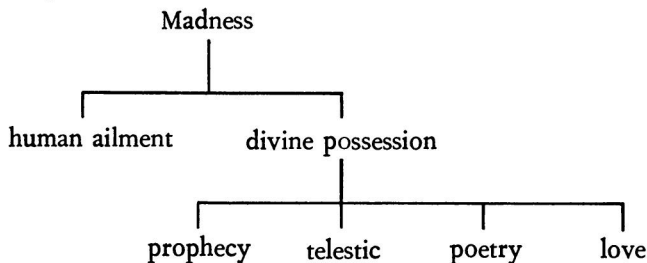 Madness
human ailment divine possession
prophecy telestic poetry love